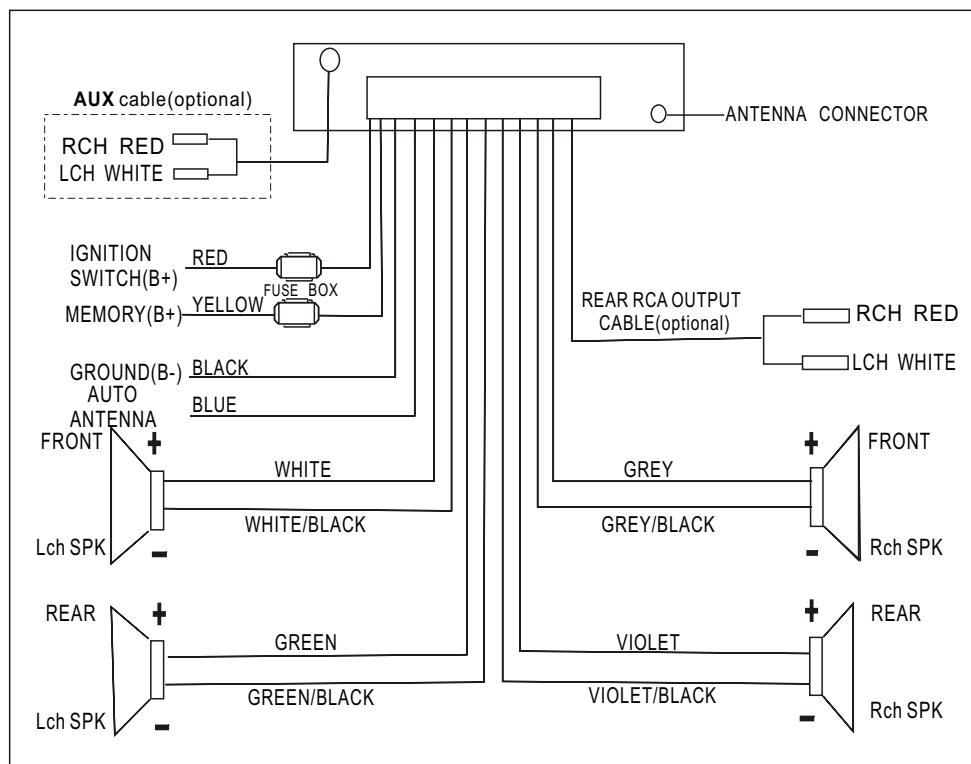 AUX cable(optional)
RCH RED
LCH WHITE
ANTENNA CONNECTOR
IGNITION
SWITCH(B+)
RED
FUSE BOX
MEMORY(B+)
YELLOW
GROUND(B-)
BLACK
AUTO
ANTENNA
BLUE
REAR RCA OUTPUT
CABLE(optional)
RCH RED
LCH WHITE
FRONT
+
WHITE
WHITE/BLACK
Lch SPK
-
GREY
GREY/BLACK
+
FRONT
-
Rch SPK
REAR
+
GREEN
GREEN/BLACK
Lch SPK
-
VIOLET
VIOLET/BLACK
+
REAR
-
Rch SPK